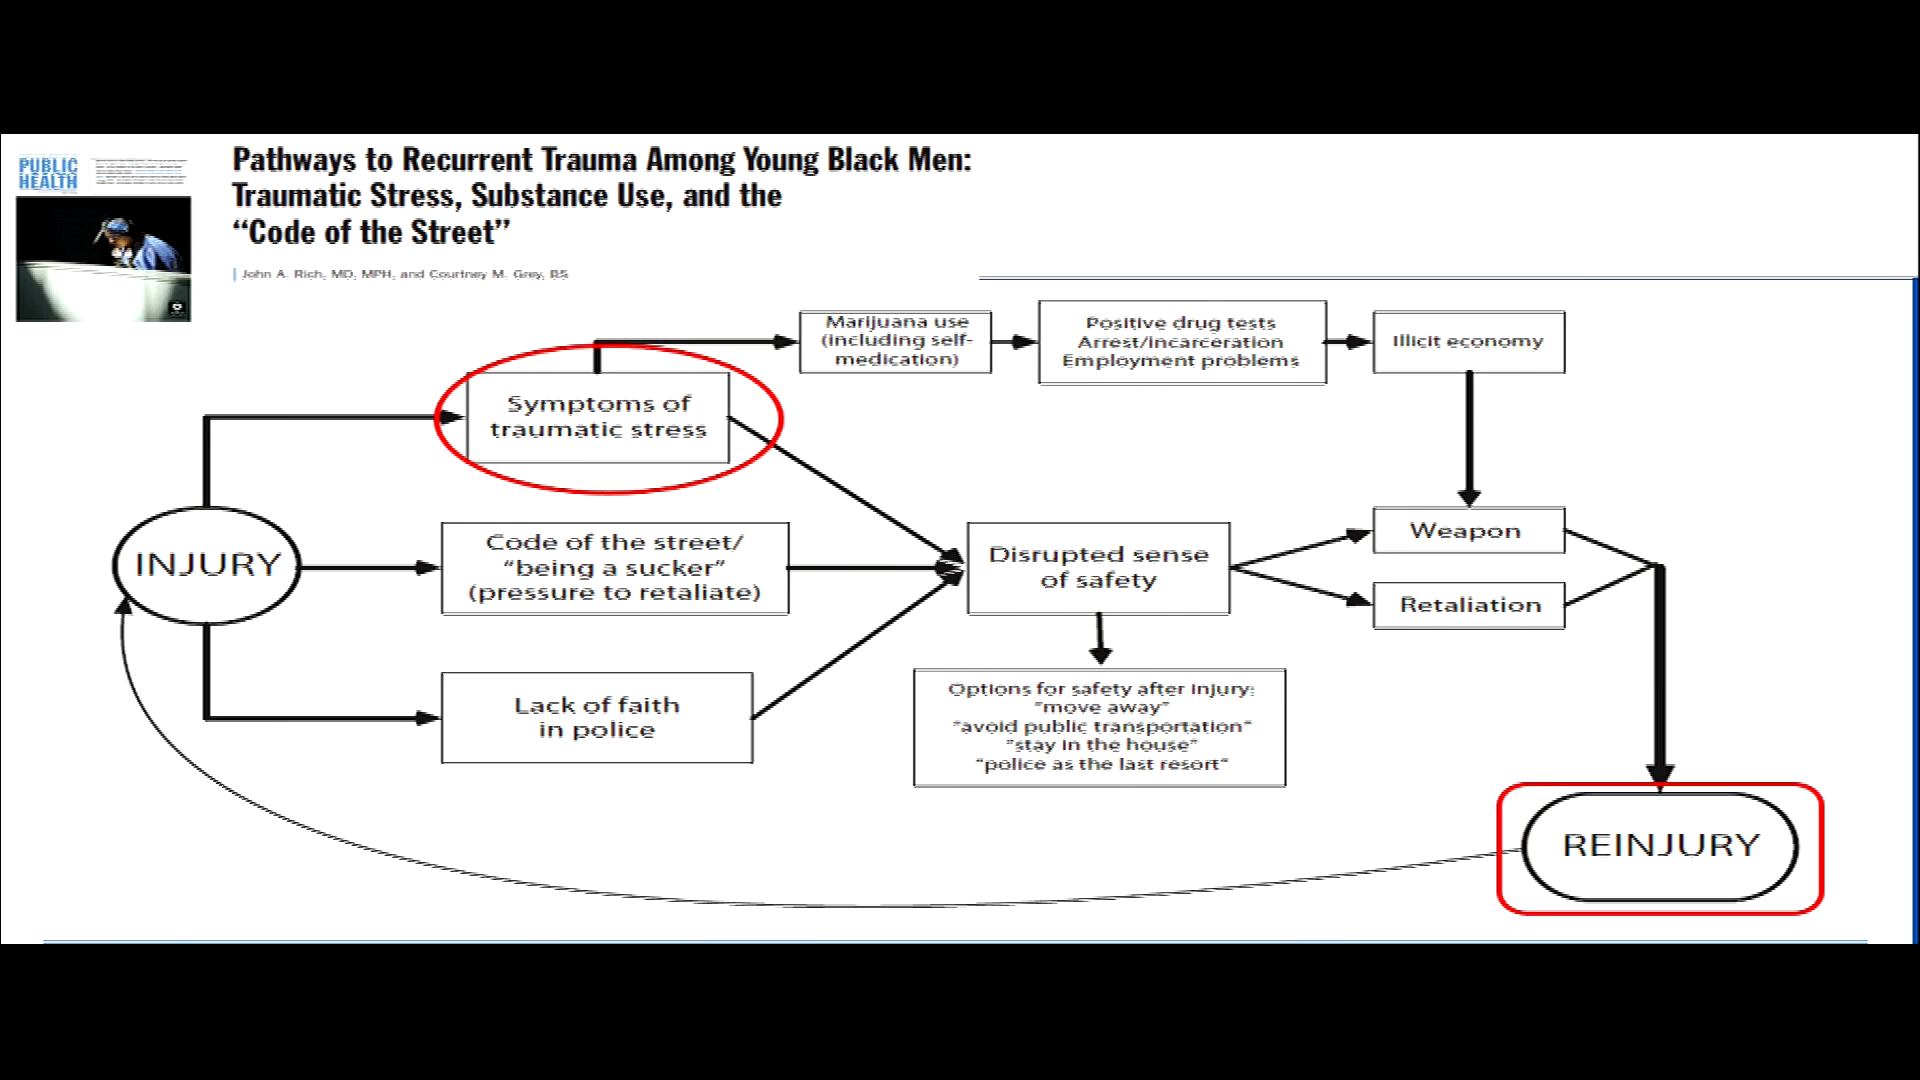 PUBLIC
HEALTH
Pathways to Recurrent Trauma Among Young Black Men:
Traumatic Stress, Substance Use, and the
“Code of the Street”
John A. Rich, MD, MPH, and Courtney M. Grey, BS
Marijuana use
(including self-
medication)
Positive drug tests
Arrest/incarceration
Employment problems
Illicit economy
Symptoms of
traumatic stress
INJURY
Code of the street/
“being a sucker”
(pressure to retaliate)
Disrupted sense
of safety
Weapon
Retaliation
Lack of faith
in police
Options for safety after injury:
“move away”
“avoid public transportation”
“stay in the house”
“police as the last resort”
REINJURY